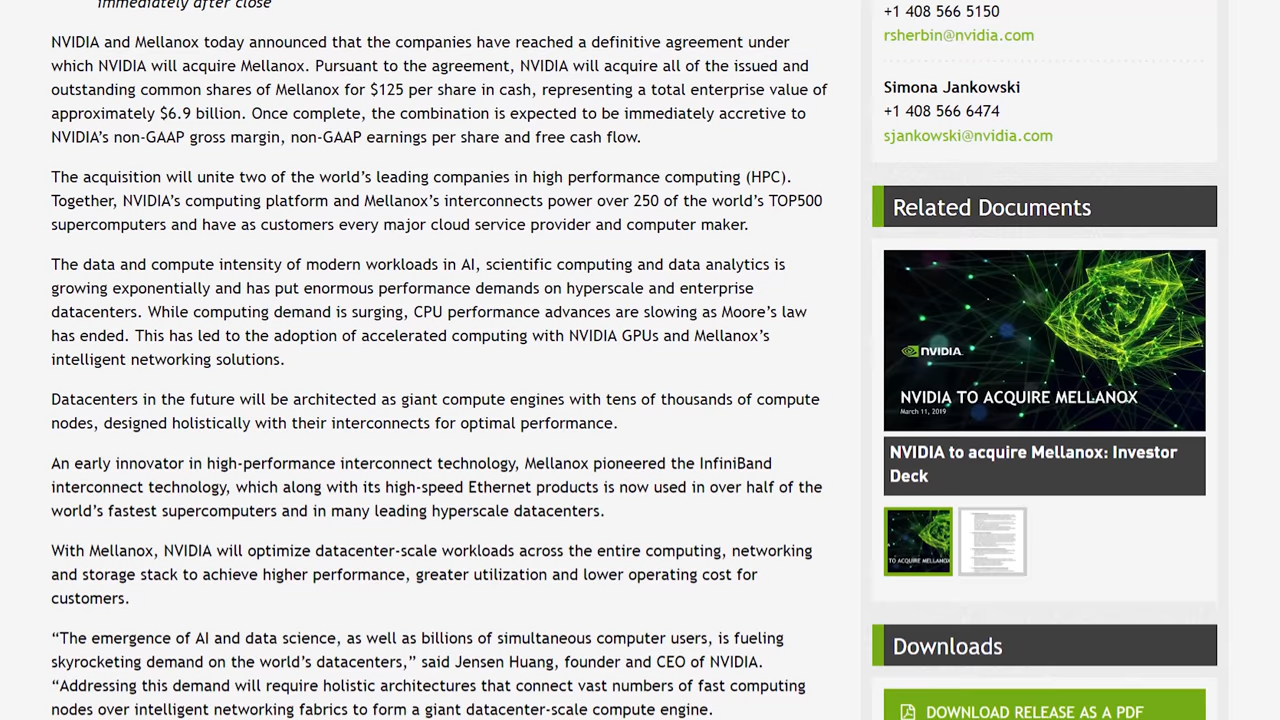 immediately after close
NVIDIA and Mellanox today announced that the companies have reached a definitive agreement under
which NVIDIA will acquire Mellanox. Pursuant to the agreement, NVIDIA will acquire all of the issued and
outstanding common shares of Mellanox for $125 per share in cash, representing a total enterprise value of
approximately $6.9 billion. Once complete, the combination is expected to be immediately accretive to
NVIDIA’s non-GAAP gross margin, non-GAAP earnings per share and free cash flow.
The acquisition will unite two of the world’s leading companies in high performance computing (HPC).
Together, NVIDIA’s computing platform and Mellanox’s interconnects power over 250 of the world’s TOP500
supercomputers and have as customers every major cloud service provider and computer maker.
The data and compute intensity of modern workloads in AI, scientific computing and data analytics is
growing exponentially and has put enormous performance demands on hyperscale and enterprise
datacenters. While computing demand is surging, CPU performance advances are slowing as Moore’s law
has ended. This has led to the adoption of accelerated computing with NVIDIA GPUs and Mellanox’s
intelligent networking solutions.
Datacenters in the future will be architected as giant compute engines with tens of thousands of compute
nodes, designed holistically with their interconnects for optimal performance.
An early innovator in high-performance interconnect technology, Mellanox pioneered the InfiniBand
interconnect technology, which along with its high-speed Ethernet products is now used in over half of the
world’s fastest supercomputers and in many leading hyperscale datacenters.
With Mellanox, NVIDIA will optimize datacenter-scale workloads across the entire computing, networking
and storage stack to achieve higher performance, greater utilization and lower operating cost for
customers.
“The emergence of AI and data science, as well as billions of simultaneous computer users, is fueling
skyrocketing demand on the world’s datacenters,” said Jensen Huang, founder and CEO of NVIDIA.
“Addressing this demand will require holistic architectures that connect vast numbers of fast computing
nodes over intelligent networking fabrics to form a giant datacenter-scale compute engine.
+1 408 566 5150
rsherbin@nvidia.com
Simona Jankowski
+1 408 566 6474
sjankowski@nvidia.com
Related Documents
NVIDIA
NVIDIA TO ACQUIRE MELLANOX
March 11, 2019
NVIDIA to acquire Mellanox: Investor
Deck
TO ACQUIRE MELLANOX
Downloads
DOWNLOAD RELEASE AS A PDF